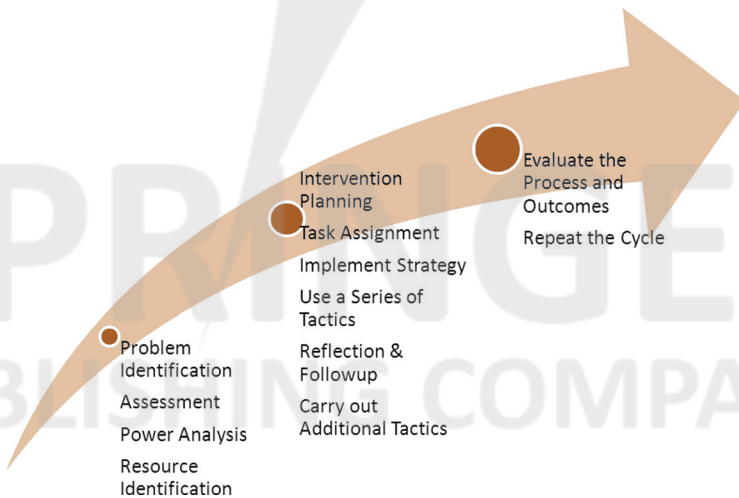 Problem
Identification
Assessment
Power Analysis
Resource
Identification
Intervention
Planning
Task Assignment
Implement Strategy
Use a Series of
Tactics
Reflection &
Followup
Carry out
Additional Tactics
Evaluate the
Process and
Outcomes
Repeat the Cycle
PRINGE
BLISHING COMPA